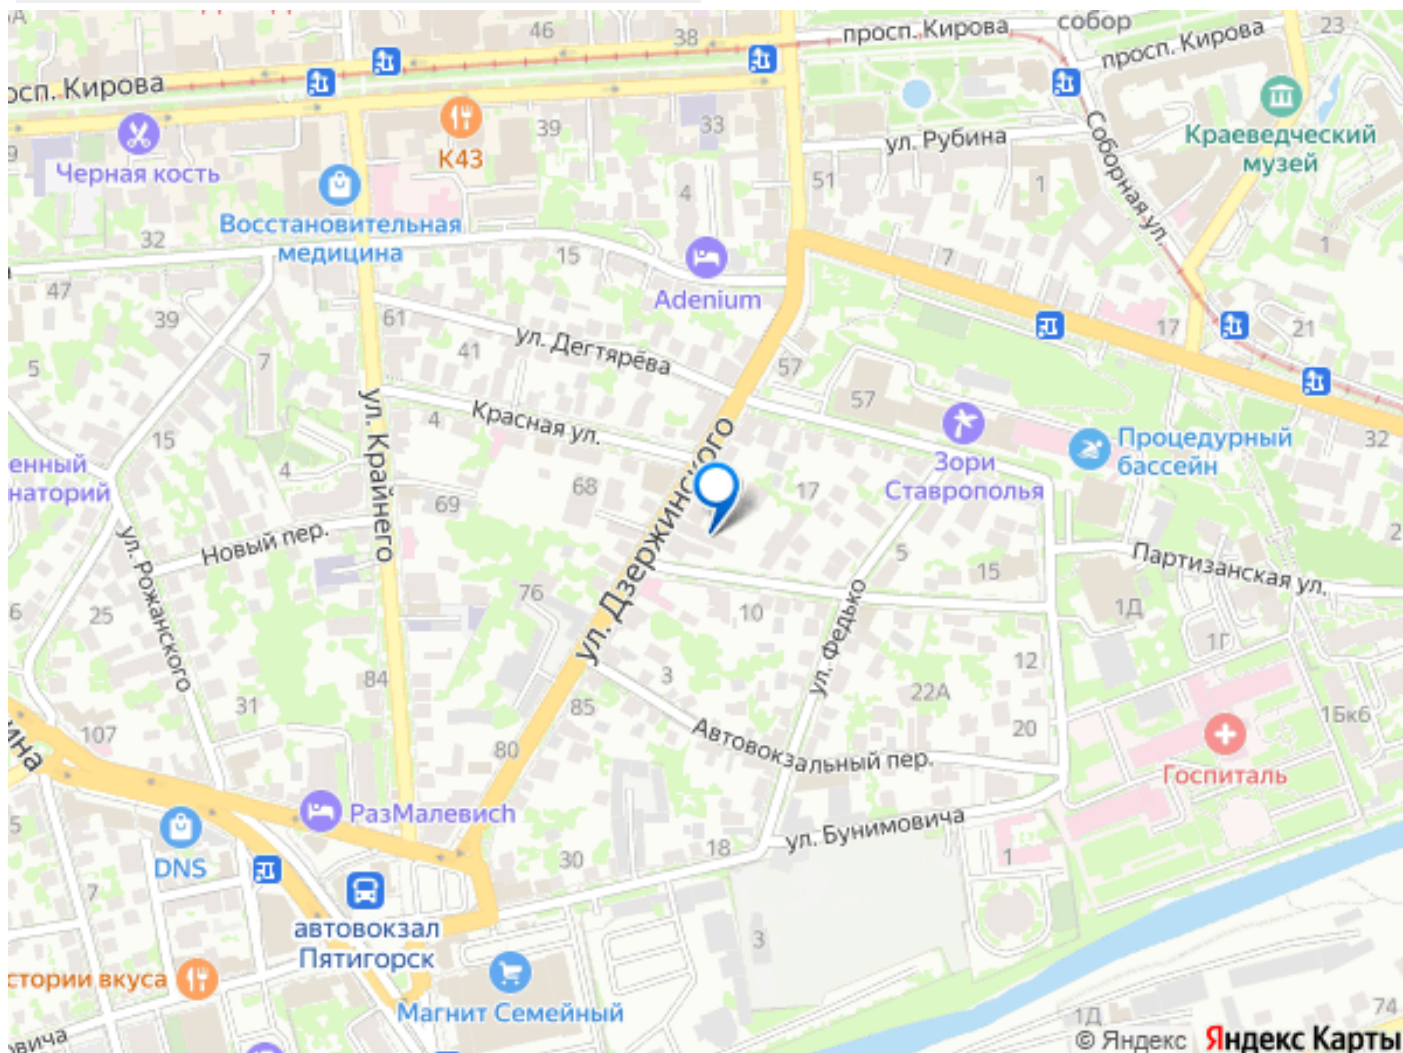 46
38
просп. Кирова
собор
23
просп. Кирова
осп. Кирова
К43
39
33
Черная кость
ул. Рубина
Краеведческий
музей
Соборная ул.
51
1
4
Восстановительная
медицина
32
15
7
1
47
Adenium
39
61
17
21
ул. Дегтярёва
5
7
41
57
57
Красная ул.
4
ул. Крайнего
15
32
Процедурный
бассейн
Зори
Ставрополья
енный
наторий
4
68
17
69
ул. Дзержинского
Новый пер.
ул. Рожанского
5
15
Партизанская ул.
2
76
25
6
10
1Д
ул. Федько
1Г
12
3
84
22А
31
85
20
1Бк6
107
ина
80
Автовокзальный пер.
Госпиталь
РазМалевич
DNS
5
ул. Бунимовича
30
18
1
7
автовокзал
Пятигорск
3
стории вкуса
Магнит Семейный
74
1Д
ович
© Яндекс Яндекс Карты